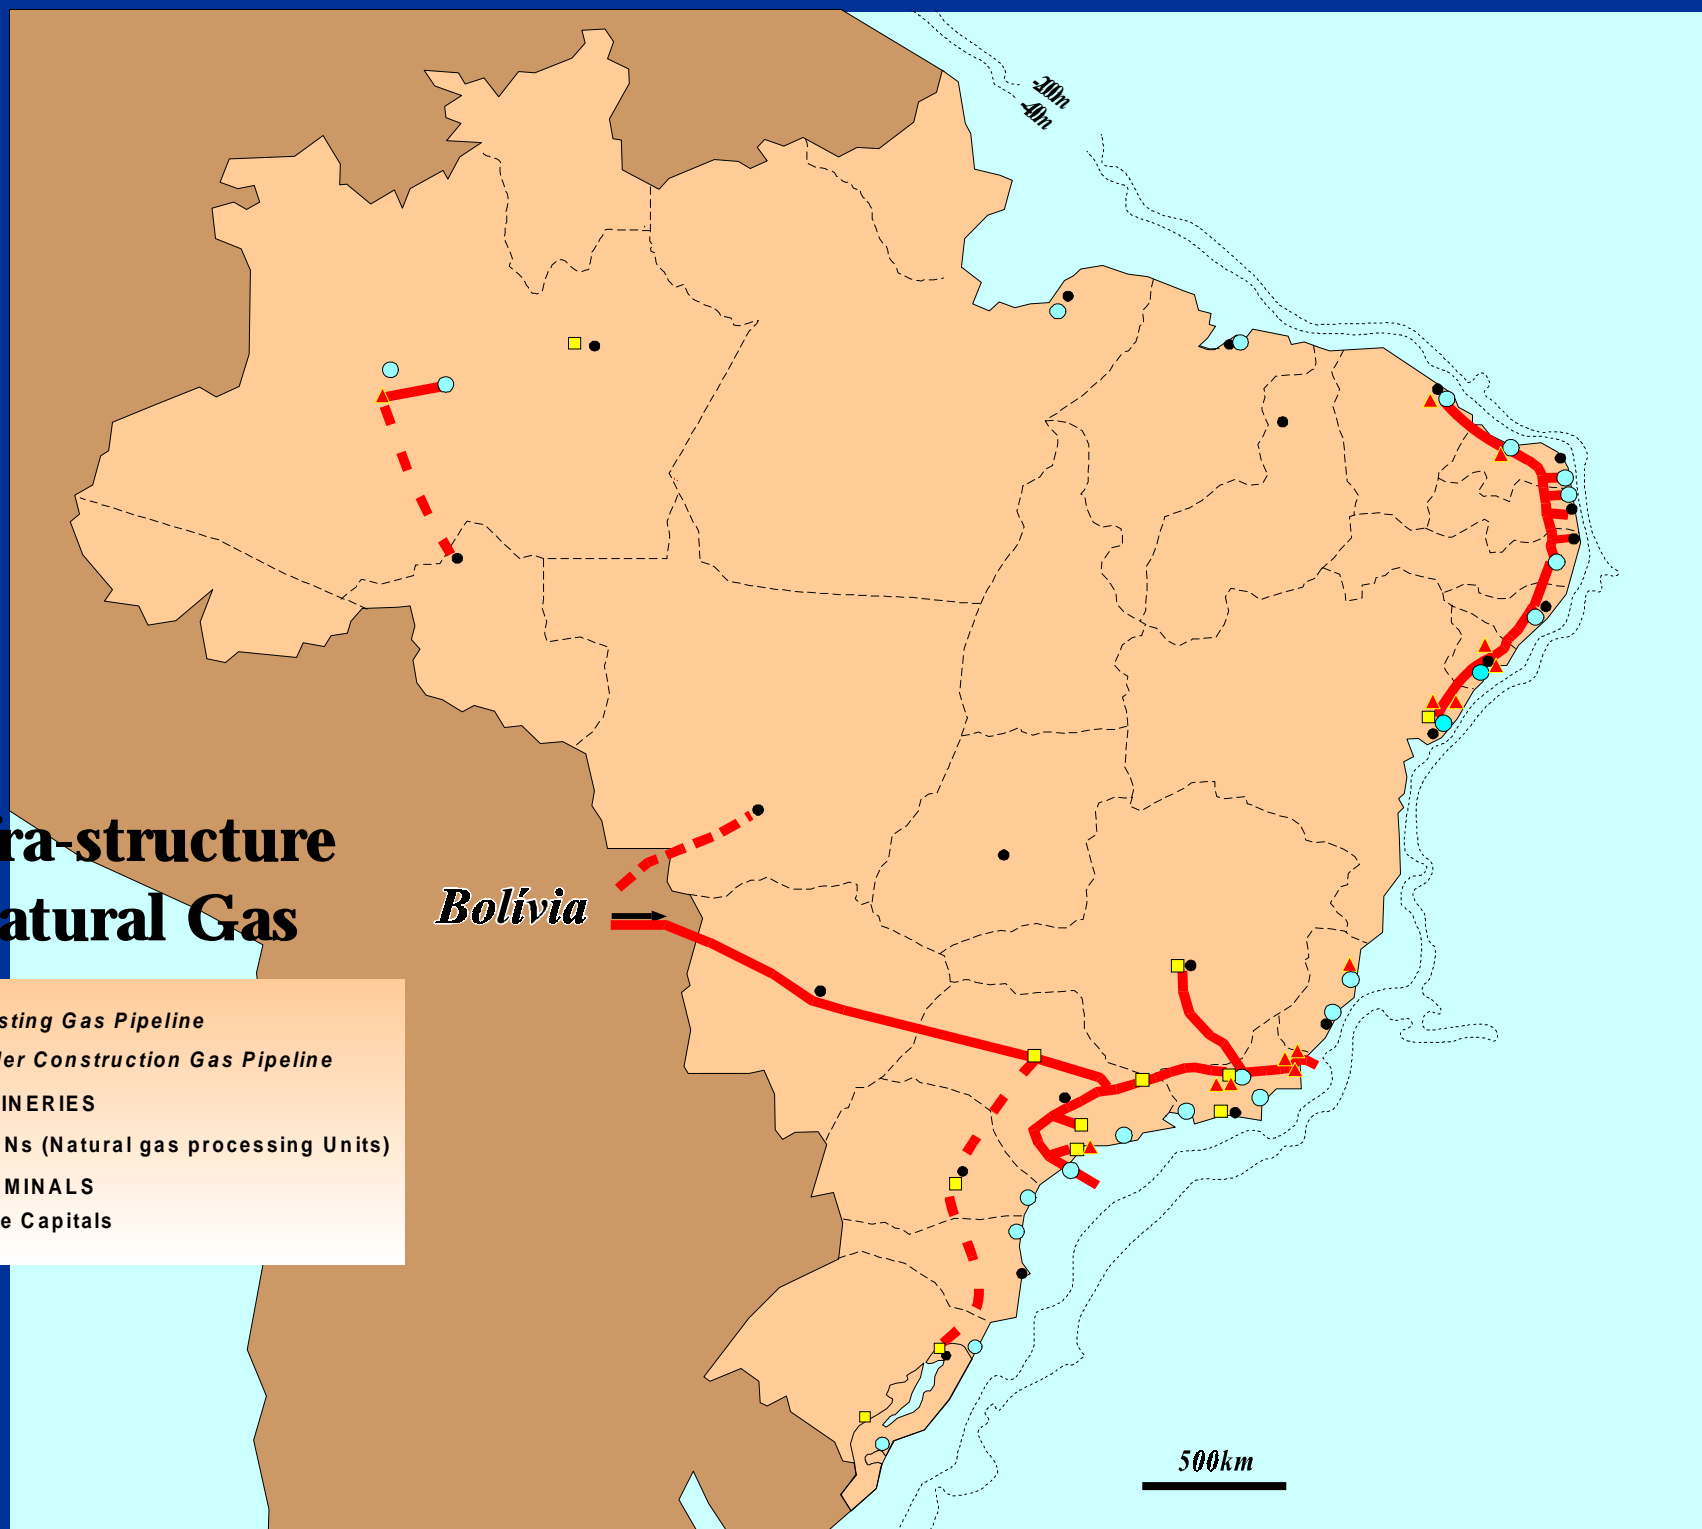 -200m
-40m
ra-structure
atural Gas
Bolívia
sting Gas Pipeline
er Construction Gas Pipeline
INERIES
Ns (Natural gas processing Units)
MINALS
e Capitals
500km